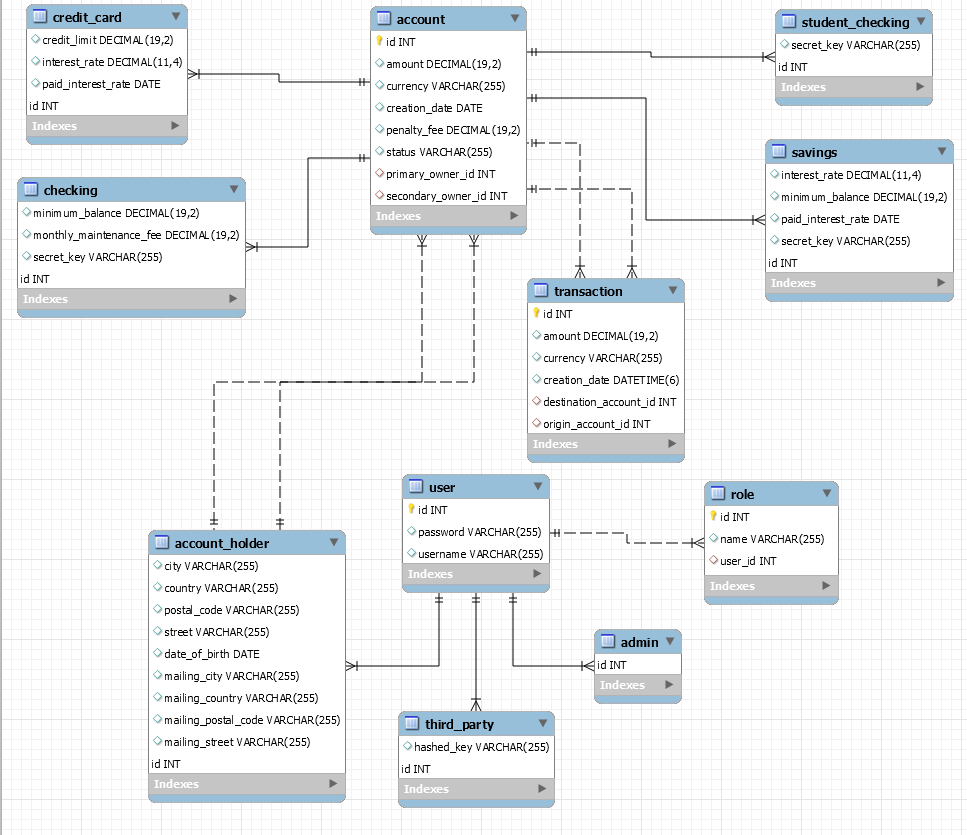 credit_card
credit_limit DECIMAL(19,2)
interest_rate DECIMAL(11,4)
paid_interest_rate DATE
id INT
Indexes
account
id INT
amount DECIMAL(19,2)
currency VARCHAR(255)
creation_date DATE
penalty_fee DECIMAL(19,2)
status VARCHAR(255)
primary_owner_id INT
secondary_owner_id INT
Indexes
student_checking
secret_key VARCHAR(255)
id INT
Indexes
checking
minimum_balance DECIMAL(19,2)
monthly_maintenance_fee DECIMAL(19,2)
secret_key VARCHAR(255)
id INT
Indexes
savings
interest_rate DECIMAL(11,4)
minimum_balance DECIMAL(19,2)
paid_interest_rate DATE
secret_key VARCHAR(255)
id INT
Indexes
transaction
id INT
amount DECIMAL(19,2)
currency VARCHAR(255)
creation_date DATETIME(6)
destination_account_id INT
origin_account_id INT
Indexes
user
id INT
password VARCHAR(255)
username VARCHAR(255)
Indexes
role
id INT
name VARCHAR(255)
user_id INT
Indexes
account_holder
city VARCHAR(255)
country VARCHAR(255)
postal_code VARCHAR(255)
street VARCHAR(255)
date_of_birth DATE
mailing_city VARCHAR(255)
mailing_country VARCHAR(255)
mailing_postal_code VARCHAR(255)
mailing_street VARCHAR(255)
id INT
Indexes
admin
id INT
Indexes
third_party
hashed_key VARCHAR(255)
id INT
Indexes